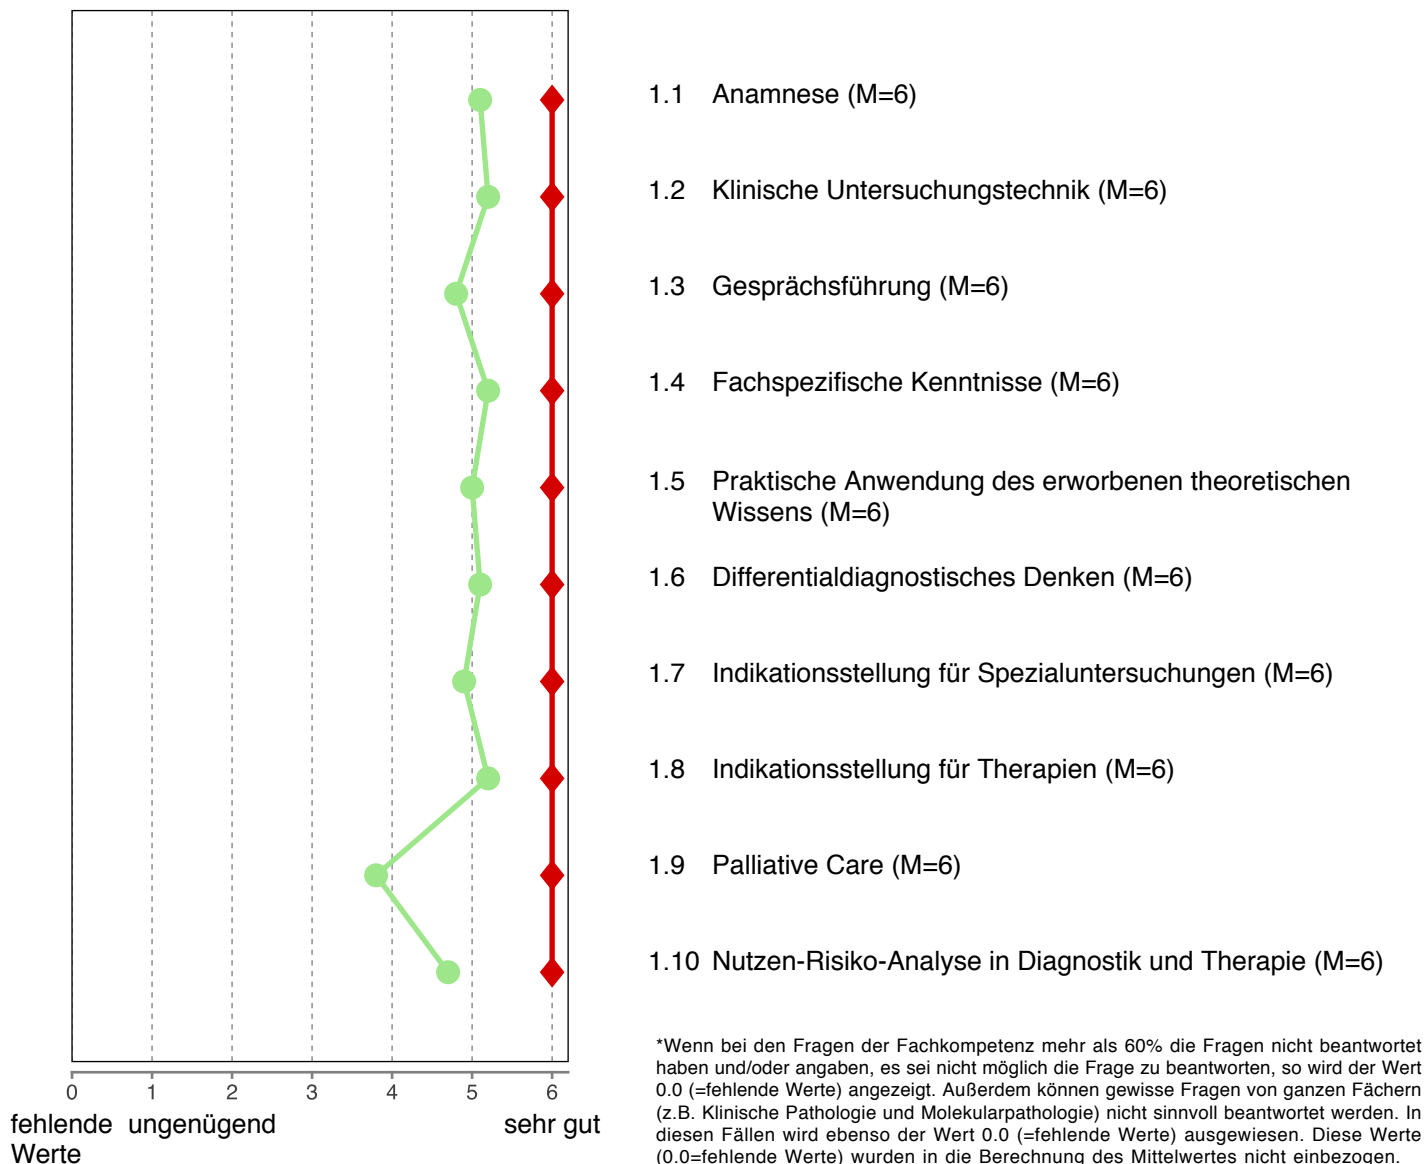 1.1 Anamnese (M=6)
1.2 Klinische Untersuchungstechnik (M=6)
1.3 Gesprächsführung (M=6)
1.4 Fachspezifische Kenntnisse (M=6)
1.5 Praktische Anwendung des erworbenen theoretischen
Wissens (M=6)
1.6 Differentialdiagnostisches Denken (M=6)
1.7 Indikationsstellung für Spezialuntersuchungen (M=6)
1.8 Indikationsstellung für Therapien (M=6)
1.9 Palliative Care (M=6)
1.10 Nutzen-Risiko-Analyse in Diagnostik und Therapie (M=6)
0 1 2 3 4 5 6
fehlende ungenügend sehr gut
Werte
*Wenn bei den Fragen der Fachkompetenz mehr als 60% die Fragen nicht beantwortet
haben und/oder angaben, es sei nicht möglich die Frage zu beantworten, so wird der Wert
0.0 (=fehlende Werte) angezeigt. Außerdem können gewisse Fragen von ganzen Fächern
(z.B. Klinische Pathologie und Molekularpathologie) nicht sinnvoll beantwortet werden. In
diesen Fällen wird ebenso der Wert 0.0 (=fehlende Werte) ausgewiesen. Diese Werte
(0.0=fehlende Werte) wurden in die Berechnung des Mittelwertes nicht einbezogen.